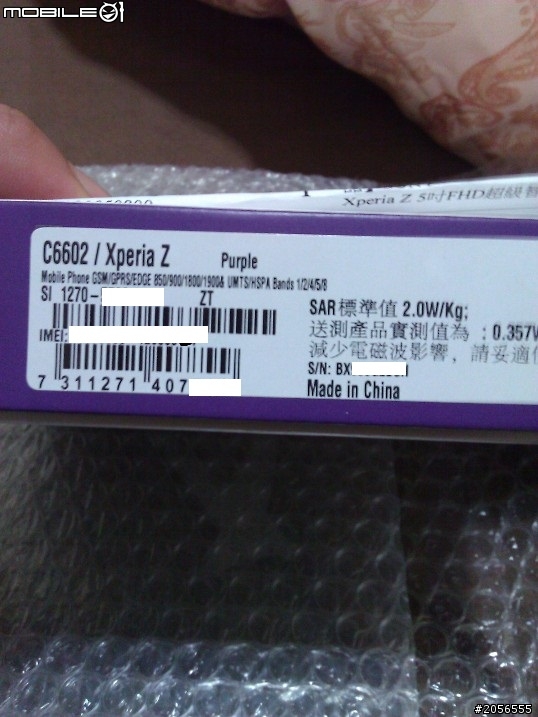 MOBILE01
Xperia Z 5吋FHD超級
C6602 / Xperia Z Purple
Mobile Phone GSM/GPRS/EDGE 850/900/1800/1900& UMTS/HSPA Bands 1/2/4/5/8
SI 1270- ZT
IMEI:
7 311271 407
SAR標準值 2.0W/Kg;
送測產品實測值為 : 0.357W
減少電磁波影響，請妥適
S/N: BX
Made in China
#2056555